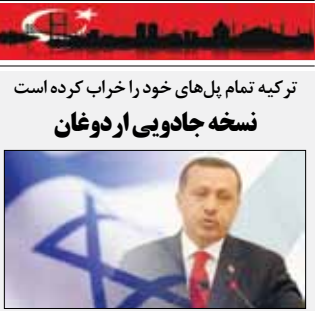 ترکیه تمام پل‌های خود را خراب کرده است
نسخه جادویی اردوغان